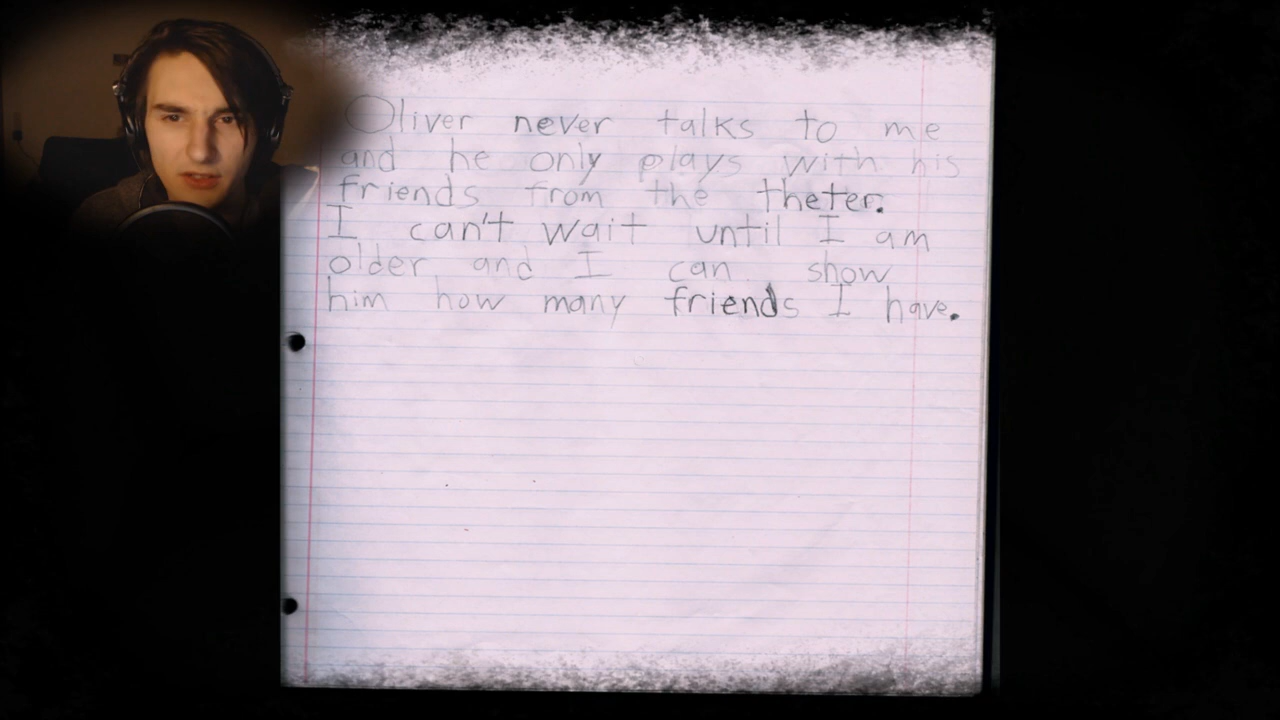 Oliver never talks to me
and he only plays with his
friends from the theter.
I can't wait until I am
older and I can show
him how many friends I have.